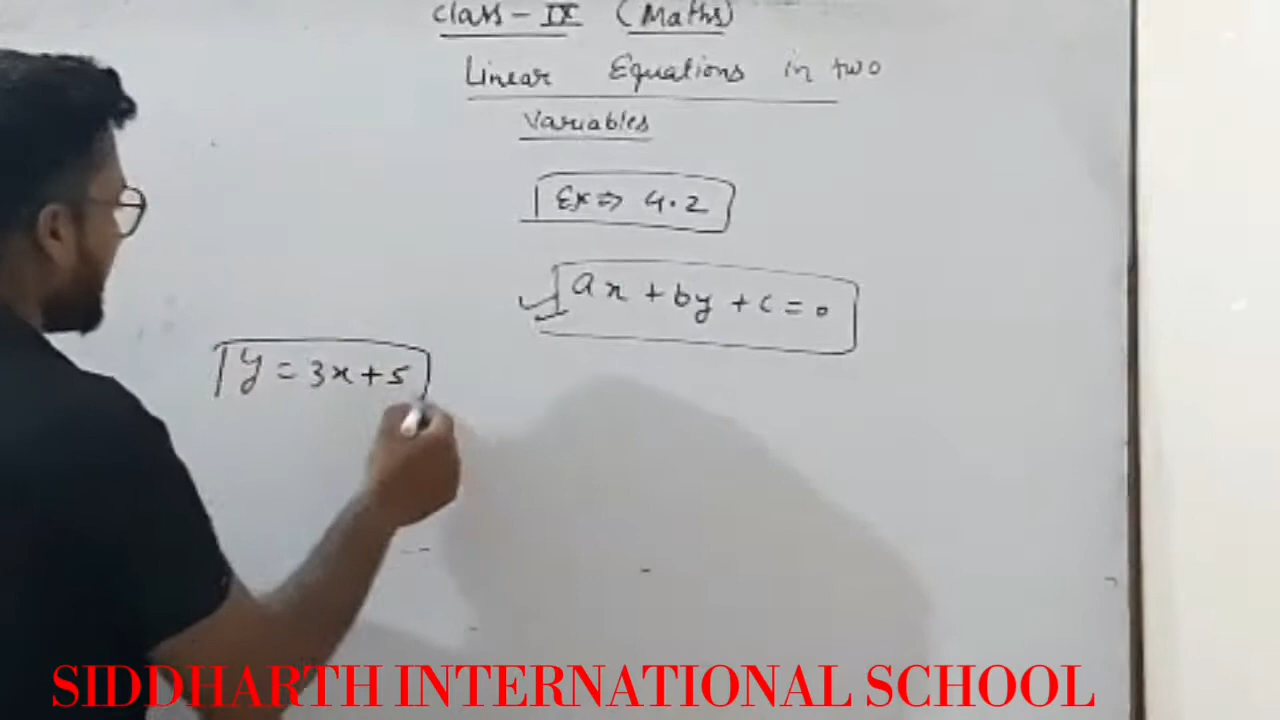 Class - IX (Maths)
Linear Equations in two
Variables
Ex ⇒ 4.2
ax + by + c = 0
y = 3x + 5
SIDDHARTH INTERNATIONAL SCHOOL